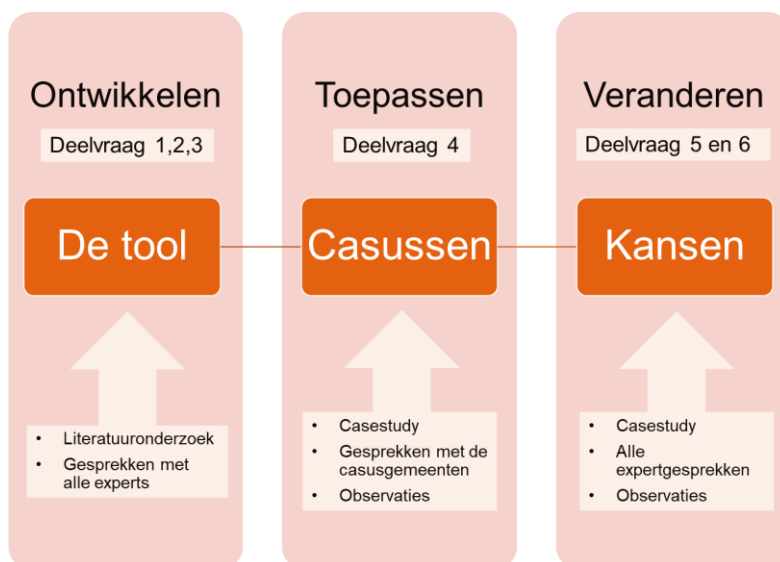 Ontwikkelen
Deelvraag 1,2,3
De tool
• Literatuuronderzoek
• Gesprekken met
alle experts
Toepassen
Deelvraag 4
Casussen
• Casestudy
• Gesprekken met de
casusgemeenten
• Observaties
Veranderen
Deelvraag 5 en 6
Kansen
• Casestudy
• Alle
expertgesprekken
• Observaties